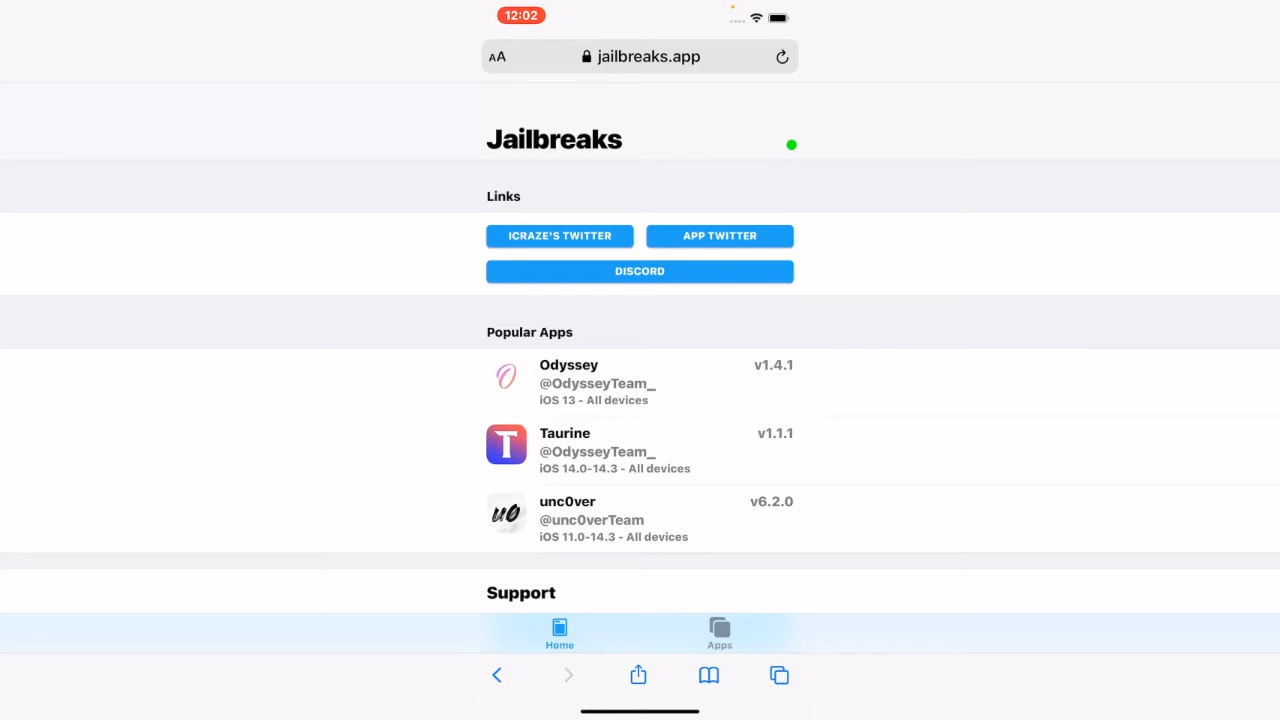 12:02
AA jailbreaks.app
Jailbreaks
Links
ICRAZE'S TWITTER APP TWITTER
DISCORD
Popular Apps
Odyssey v1.4.1
@OdysseyTeam_
iOS 13 - All devices
T
Taurine v1.1.1
@OdysseyTeam_
iOS 14.0-14.3 - All devices
u0
unc0ver v6.2.0
@unc0verTeam
iOS 11.0-14.3 - All devices
Support
Home Apps